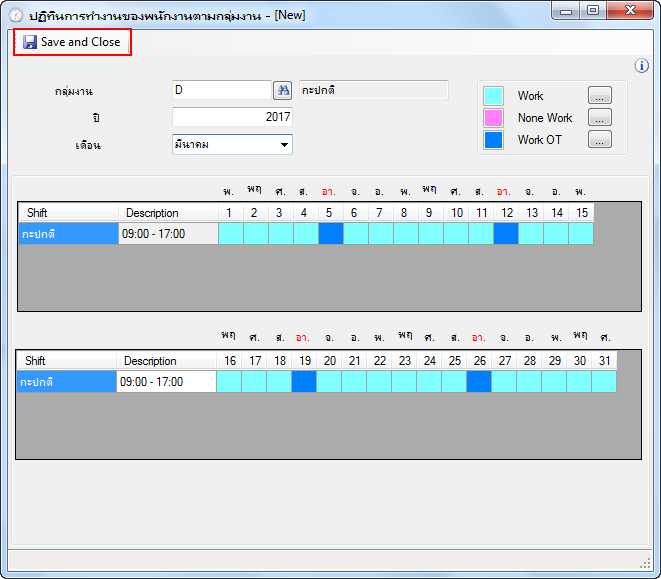 ปฏิทินการทำงานของพนักงานตามกลุ่มงาน - [New]
Save and Close
กลุ่มงาน D กะปกติ
ปี 2017
เดือน มีนาคม
Work ...
None Work ...
Work OT ...
พ. พฤ ศ. ส. อา. จ. อ. พ. พฤ ศ. ส. อา. จ. อ. พ.
Shift Description 1 2 3 4 5 6 7 8 9 10 11 12 13 14 15
กะปกติ 09:00 - 17:00
พฤ ศ. ส. อา. จ. อ. พ. พฤ ศ. ส. อา. จ. อ. พ. พฤ ศ.
Shift Description 16 17 18 19 20 21 22 23 24 25 26 27 28 29 30 31
กะปกติ 09:00 - 17:00